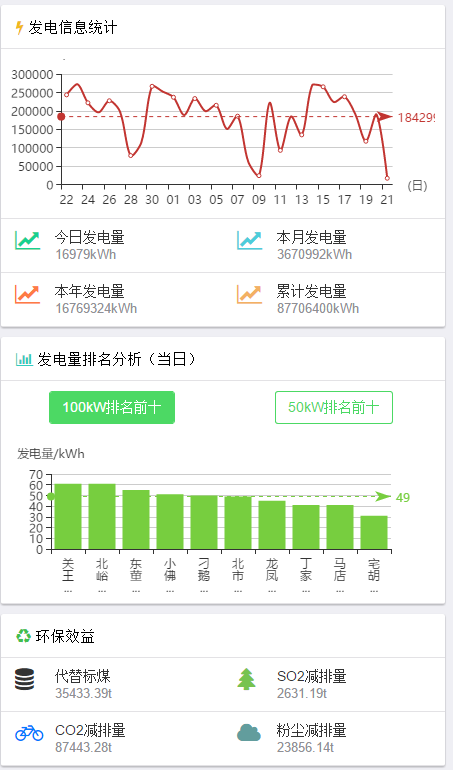 发电信息统计
300000
250000
200000
150000
100000
50000
0
184299
22 24 26 28 30 02 05 07 09 11 13 15 17 19 21
(日)
今日发电量 本月发电量
16979kWh 3670992kWh
本年发电量 累计发电量
16769324kWh 87706400kWh
发电量排名分析（当日）
100kW排名前十 50kW排名前十
发电量/kWh
70
60
50
40
30
20
10
0
49
关王... 北峪... 东董... 小佛... 刁鹅... 北市... 龙凤... 丁家... 马店... 宅胡...
环保效益
代替标煤 SO2减排量
35433.39t 2631.19t
CO2减排量 粉尘减排量
87443.28t 23856.14t